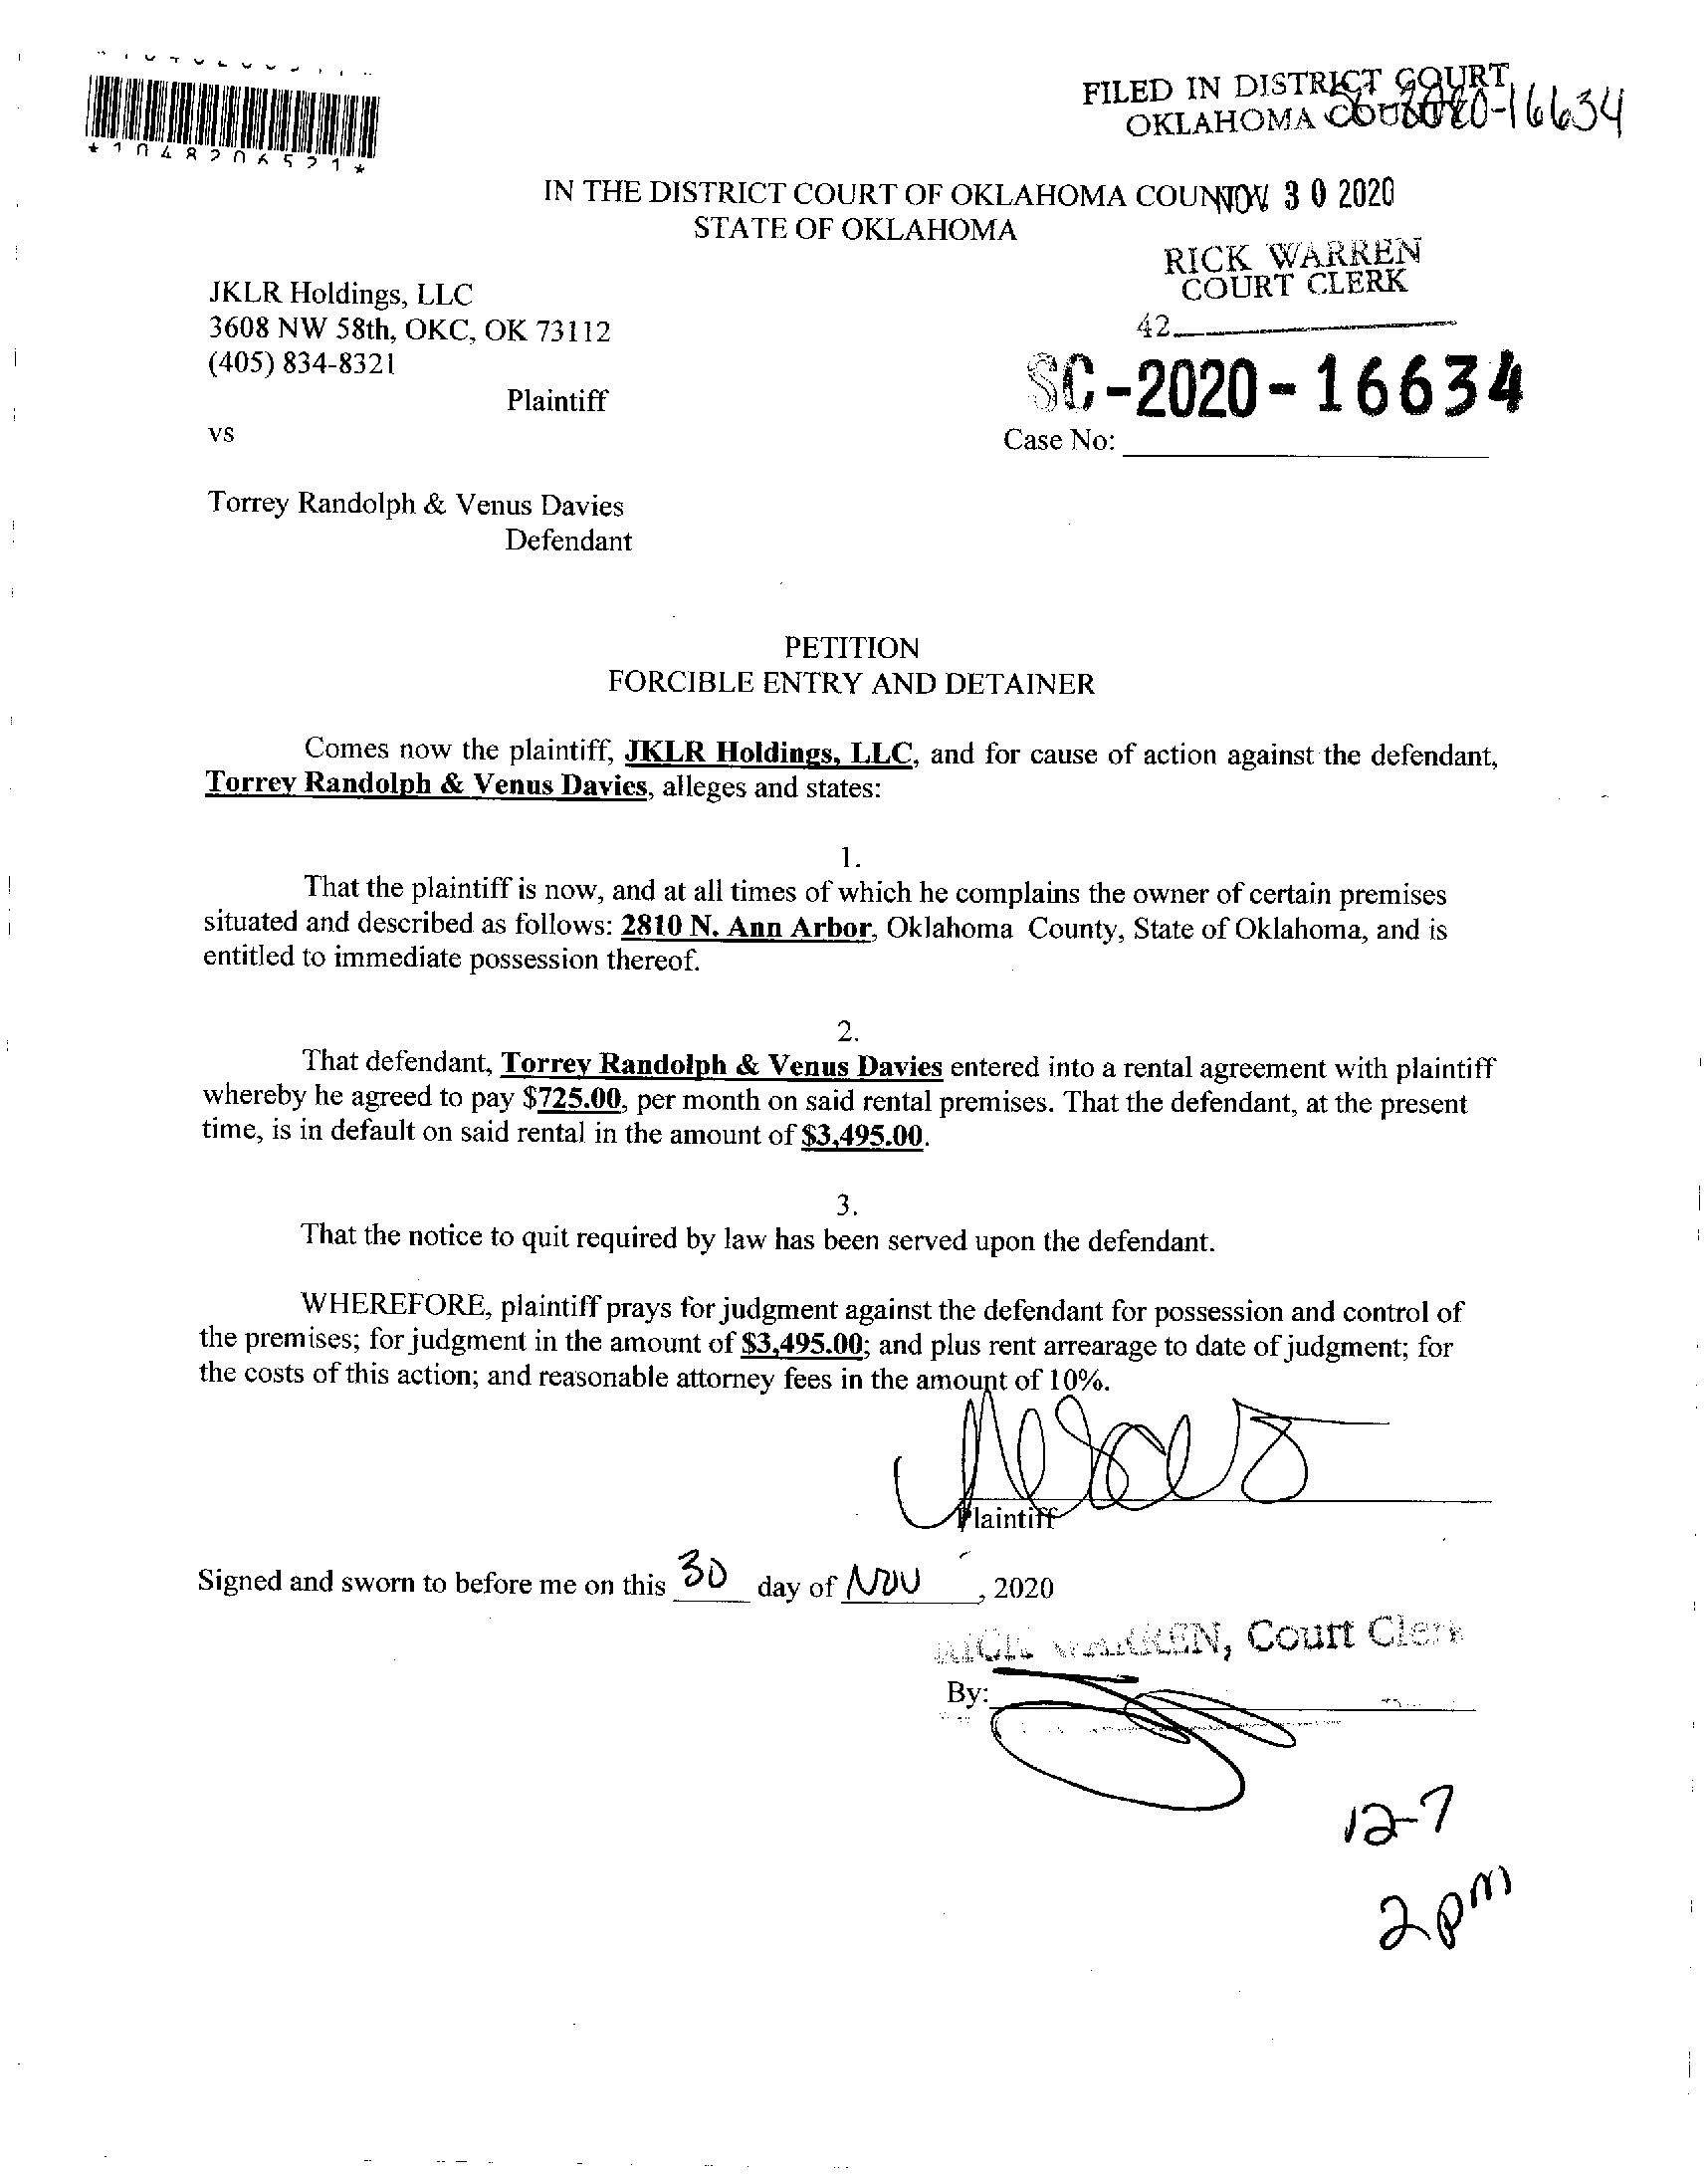 *1048206521*
FILED IN DISTRICT COURT
OKLAHOMA COUNTY
SC-2020-16634
IN THE DISTRICT COURT OF OKLAHOMA COUNTY
NOV 30 2020
STATE OF OKLAHOMA
RICK WARREN
COURT CLERK
42
JKLR Holdings, LLC
3608 NW 58th, OKC, OK 73112
(405) 834-8321
Plaintiff
SC-2020-16634
vs
Case No:
Torrey Randolph & Venus Davies
Defendant
PETITION
FORCIBLE ENTRY AND DETAINER
Comes now the plaintiff, JKLR Holdings, LLC, and for cause of action against the defendant,
Torrey Randolph & Venus Davies, alleges and states:
1.
That the plaintiff is now, and at all times of which he complains the owner of certain premises
situated and described as follows: 2810 N. Ann Arbor, Oklahoma County, State of Oklahoma, and is
entitled to immediate possession thereof.
2.
That defendant, Torrey Randolph & Venus Davies entered into a rental agreement with plaintiff
whereby he agreed to pay $725.00, per month on said rental premises. That the defendant, at the present
time, is in default on said rental in the amount of $3,495.00.
3.
That the notice to quit required by law has been served upon the defendant.
WHEREFORE, plaintiff prays for judgment against the defendant for possession and control of
the premises; for judgment in the amount of $3,495.00; and plus rent arrearage to date of judgment; for
the costs of this action; and reasonable attorney fees in the amount of 10%.
Plaintiff
Signed and sworn to before me on this 30 day of NOV, 2020
RICK WARREN, Court Clerk
By:
12-7
2pm